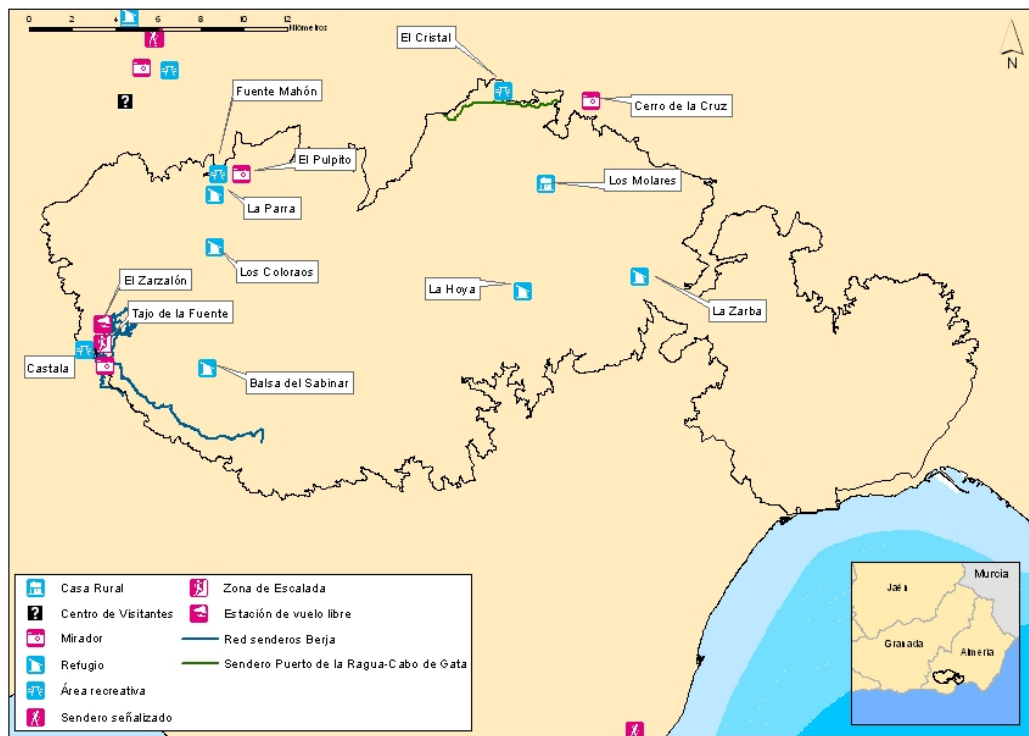 0 2 4 6 8 10 12
Kilómetros
N
El Cristal
Fuente Mahón
Cerro de la Cruz
El Pulpito
Los Molares
La Parra
Los Coloraos
El Zarzalón
La Hoya
Tajo de la Fuente
La Zarba
Castala
Balsa del Sabinar
Casa Rural
Zona de Escalada
? Centro de Visitantes
Estación de vuelo libre
Mirador
Red senderos Berja
Refugio
Sendero Puerto de la Ragua-Cabo de Gata
Área recreativa
Sendero señalizado
Murcia
Jaén
Granada
Almería